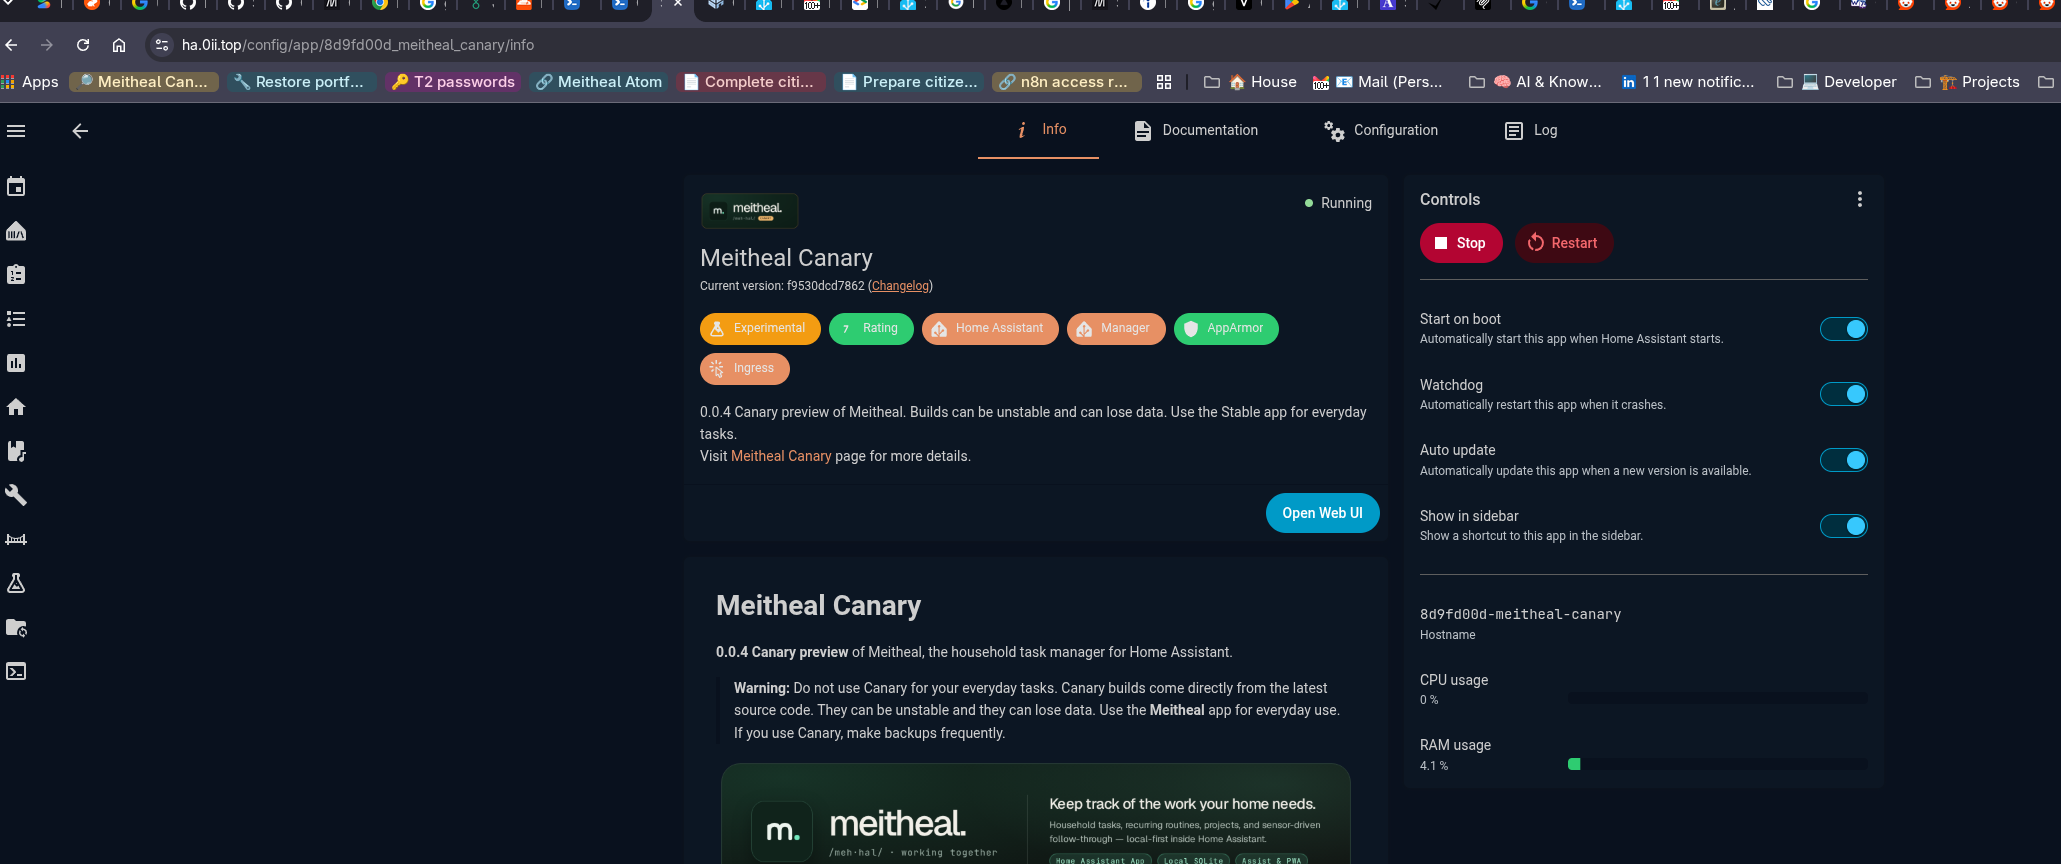 ha.0ii.top/config/app/8d9fd00d_meitheal_canary/info
Apps
Meitheal Can...
Restore portf...
T2 passwords
Meitheal Atom
Complete citi...
Prepare citize...
n8n access r...
House
Mail (Pers...
AI & Know...
1 1 new notific...
Developer
Projects
Info
Documentation
Configuration
Log
m. meitheal.
Running
Meitheal Canary
Current version: f9530dcd7862 (Changelog)
Experimental
7 Rating
Home Assistant
Manager
AppArmor
Ingress
0.0.4 Canary preview of Meitheal. Builds can be unstable and can lose data. Use the Stable app for everyday
tasks.
Visit Meitheal Canary page for more details.
Open Web UI
Meitheal Canary
0.0.4 Canary preview of Meitheal, the household task manager for Home Assistant.
Warning: Do not use Canary for your everyday tasks. Canary builds come directly from the latest
source code. They can be unstable and they can lose data. Use the Meitheal app for everyday use.
If you use Canary, make backups frequently.
m. meitheal.
/meh·hal/ · working together
Keep track of the work your home needs.
Household tasks, recurring routines, projects, and sensor-driven
follow-through — local-first inside Home Assistant.
Home Assistant App
Local SQLite
Assist & PWA
Controls
Stop
Restart
Start on boot
Automatically start this app when Home Assistant starts.
Watchdog
Automatically restart this app when it crashes.
Auto update
Automatically update this app when a new version is available.
Show in sidebar
Show a shortcut to this app in the sidebar.
8d9fd00d-meitheal-canary
Hostname
CPU usage
0 %
RAM usage
4.1 %